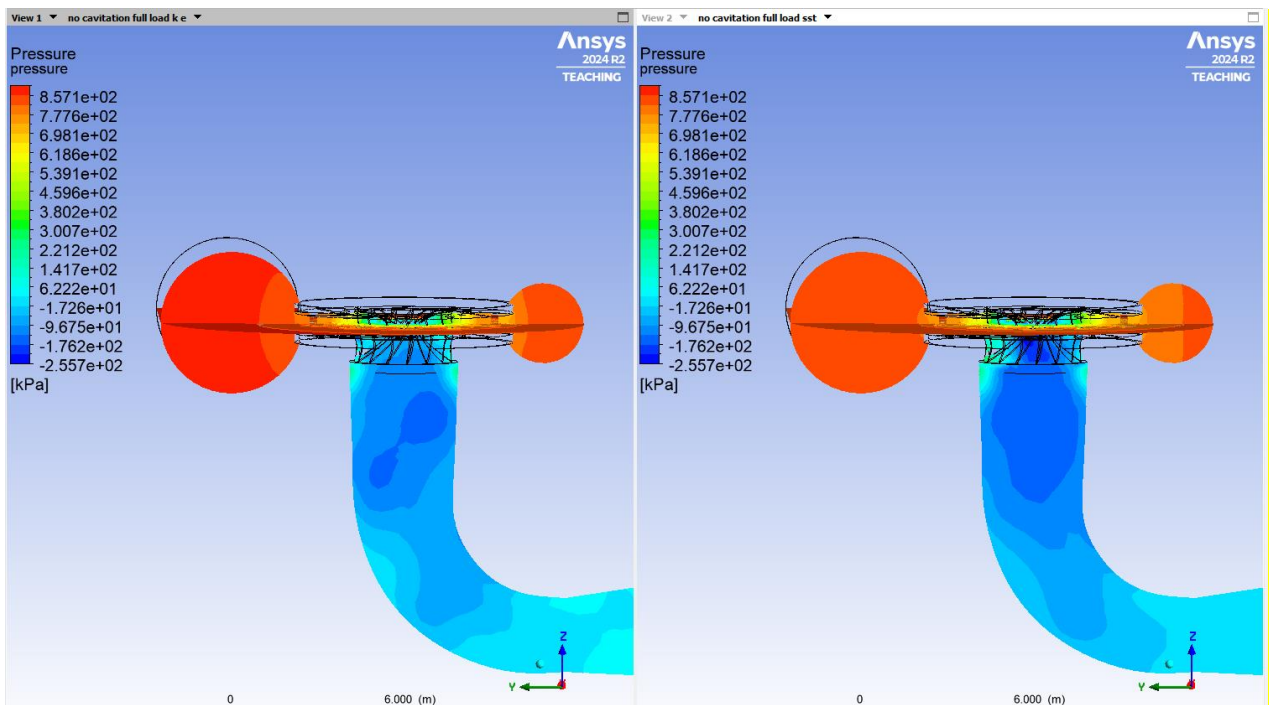 View 1 no cavitation full load k e
Ansys
2024 R2
TEACHING
Pressure
pressure
8.571e+02
7.776e+02
6.981e+02
6.186e+02
5.391e+02
4.596e+02
3.802e+02
3.007e+02
2.212e+02
1.417e+02
6.222e+01
-1.726e+01
-9.675e+01
-1.762e+02
-2.557e+02
[kPa]
Z
Y
0 6.000 (m)
View 2 no cavitation full load sst
Ansys
2024 R2
TEACHING
Pressure
pressure
8.571e+02
7.776e+02
6.981e+02
6.186e+02
5.391e+02
4.596e+02
3.802e+02
3.007e+02
2.212e+02
1.417e+02
6.222e+01
-1.726e+01
-9.675e+01
-1.762e+02
-2.557e+02
[kPa]
Z
Y
0 6.000 (m)